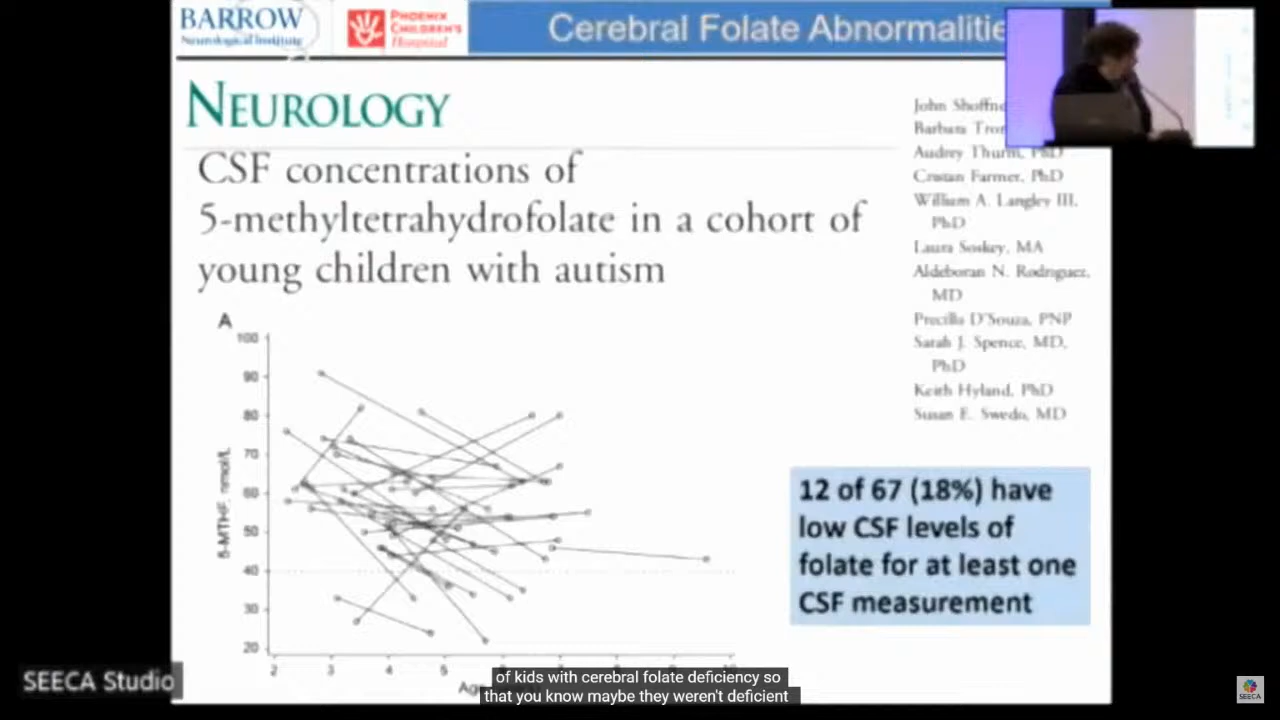 BARROW
Neurological Institute
PHOENIX
CHILDREN'S
Hospital
Cerebral Folate Abnormalitie
NEUROLOGY
CSF concentrations of
5-methyltetrahydrofolate in a cohort of
young children with autism
John Shoffne
Barbara Tro
Audrey Thurm, PhD
Cristan Farmer, PhD
William A. Langley III,
PhD
Laura Soskey, MA
Aldeboran N. Rodriguez,
MD
Precilla D'Souza, PNP
Sarah J. Spence, MD,
PhD
Keith Hyland, PhD
Susan E. Swedo, MD
A
100
90
80
70
60
50
40
30
20
5-MTHF, nmol/L
2 3 4 5
Ag
12 of 67 (18%) have
low CSF levels of
folate for at least one
CSF measurement
of kids with cerebral folate deficiency so
that you know maybe they weren't deficient
SEECA Studio
SEECA